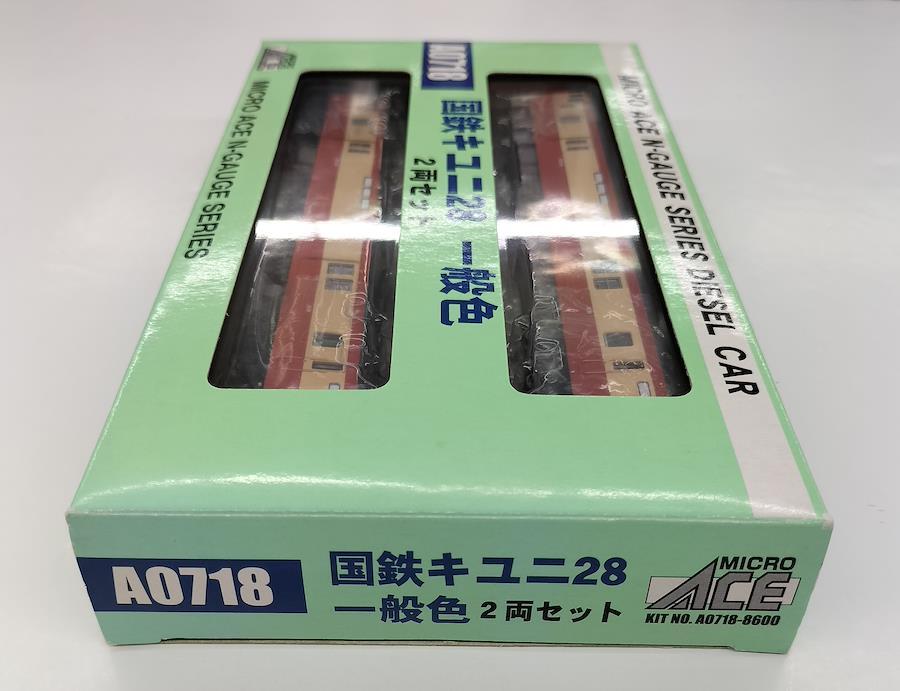 MICRO ACE N-GAUGE SERIES
A0718
国鉄キユニ28 一般色
2両セット
MICRO ACE N-GAUGE SERIES DIESEL CAR
A0718
国鉄キユニ28
一般色 2両セット
MICRO
ACE
KIT NO. A0718-8600